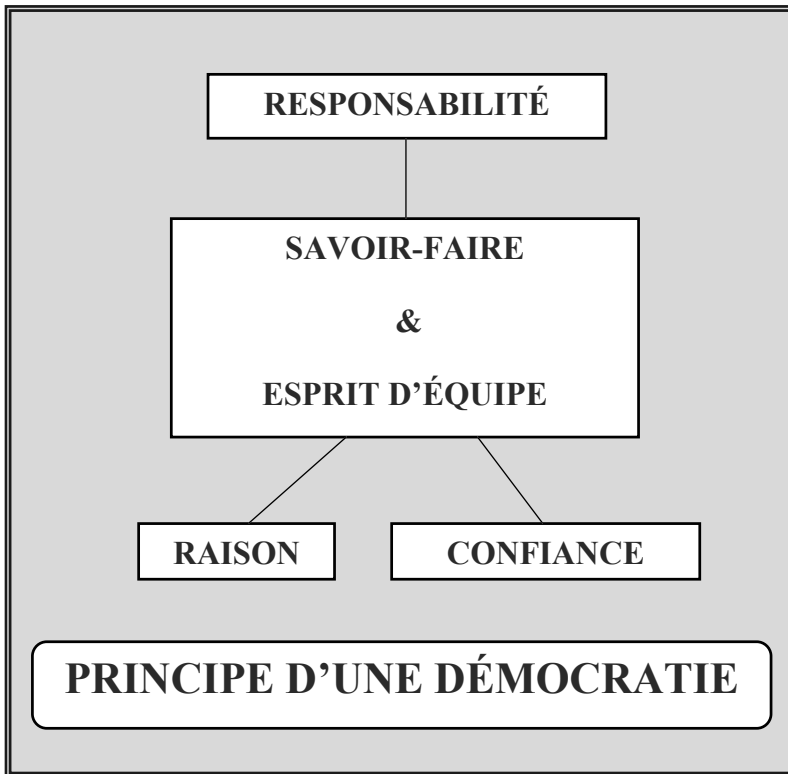 RESPONSABILITÉ
SAVOIR-FAIRE
&
ESPRIT D’ÉQUIPE
RAISON
CONFIANCE
PRINCIPE D’UNE DÉMOCRATIE